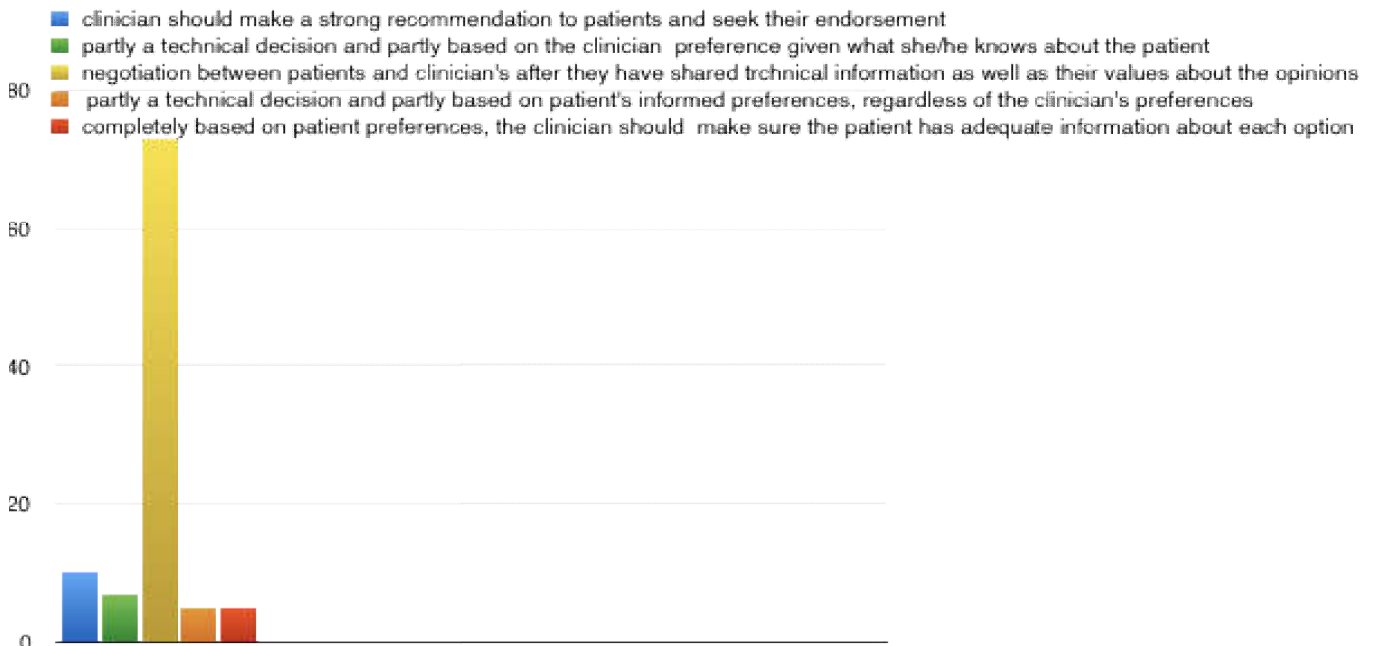 clinician should make a strong recommendation to patients and seek their endorsement
partly a technical decision and partly based on the clinician preference given what she/he knows about the patient
negotiation between patients and clinician's after they have shared trchnical information as well as their values about the opinions
80
partly a technical decision and partly based on patient's informed preferences, regardless of the clinician's preferences
completely based on patient preferences, the clinician should make sure the patient has adequate information about each option
60
40
20
0